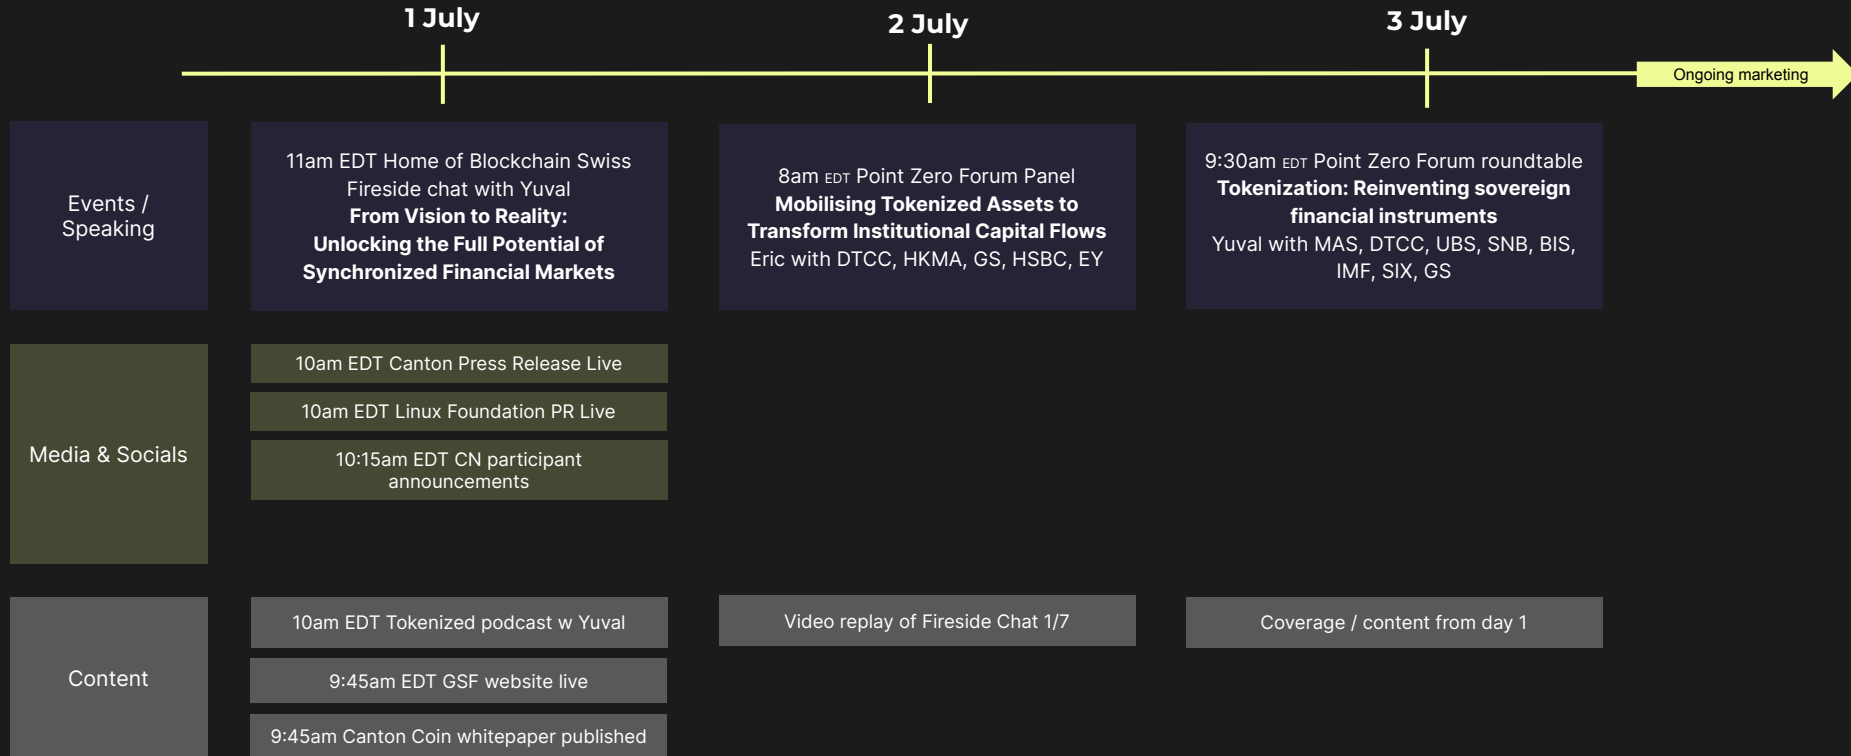 1 July
2 July
3 July
Ongoing marketing
Events /
Speaking
11am EDT Home of Blockchain Swiss
Fireside chat with Yuval
From Vision to Reality:
Unlocking the Full Potential of
Synchronized Financial Markets
8am EDT Point Zero Forum Panel
Mobilising Tokenized Assets to
Transform Institutional Capital Flows
Eric with DTCC, HKMA, GS, HSBC, EY
9:30am EDT Point Zero Forum roundtable
Tokenization: Reinventing sovereign
financial instruments
Yuval with MAS, DTCC, UBS, SNB, BIS,
IMF, SIX, GS
Media & Socials
10am EDT Canton Press Release Live
10am EDT Linux Foundation PR Live
10:15am EDT CN participant
announcements
Content
10am EDT Tokenized podcast w Yuval
9:45am EDT GSF website live
9:45am Canton Coin whitepaper published
Video replay of Fireside Chat 1/7
Coverage / content from day 1